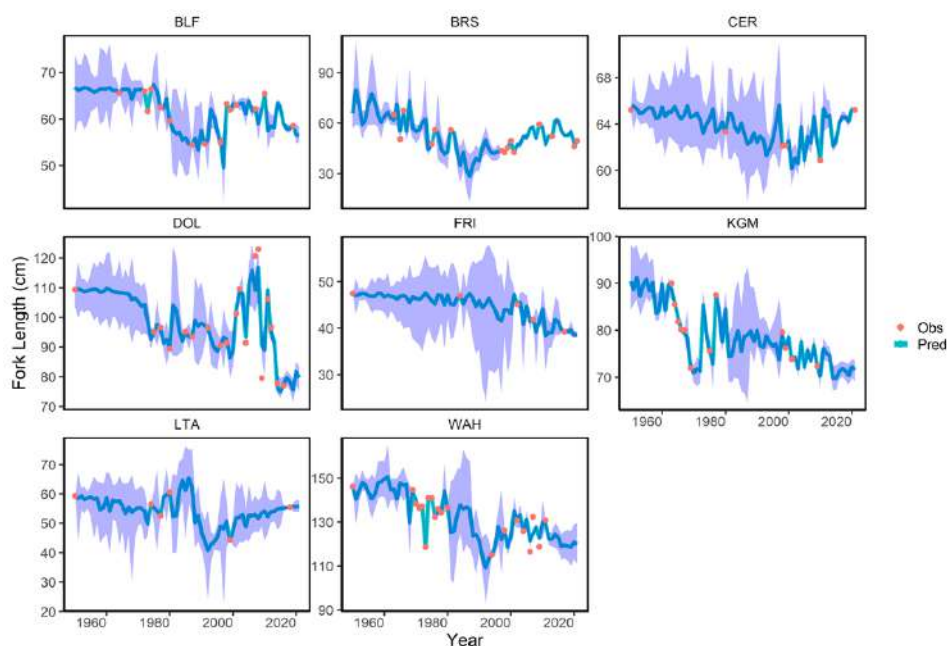 BLF BRS CER
70 90 68
60 60 64
50 30 60
DOL FRI KGM
120 50 100
110 90
100 40 80
90
80 30 70
70
Fork Length (cm)
Obs
Pred
1960 1980 2000 2020
LTA WAH
70 150
60
50 130
40
30 110
20 90
1960 1980 2000 2020 1960 1980 2000 2020
Year